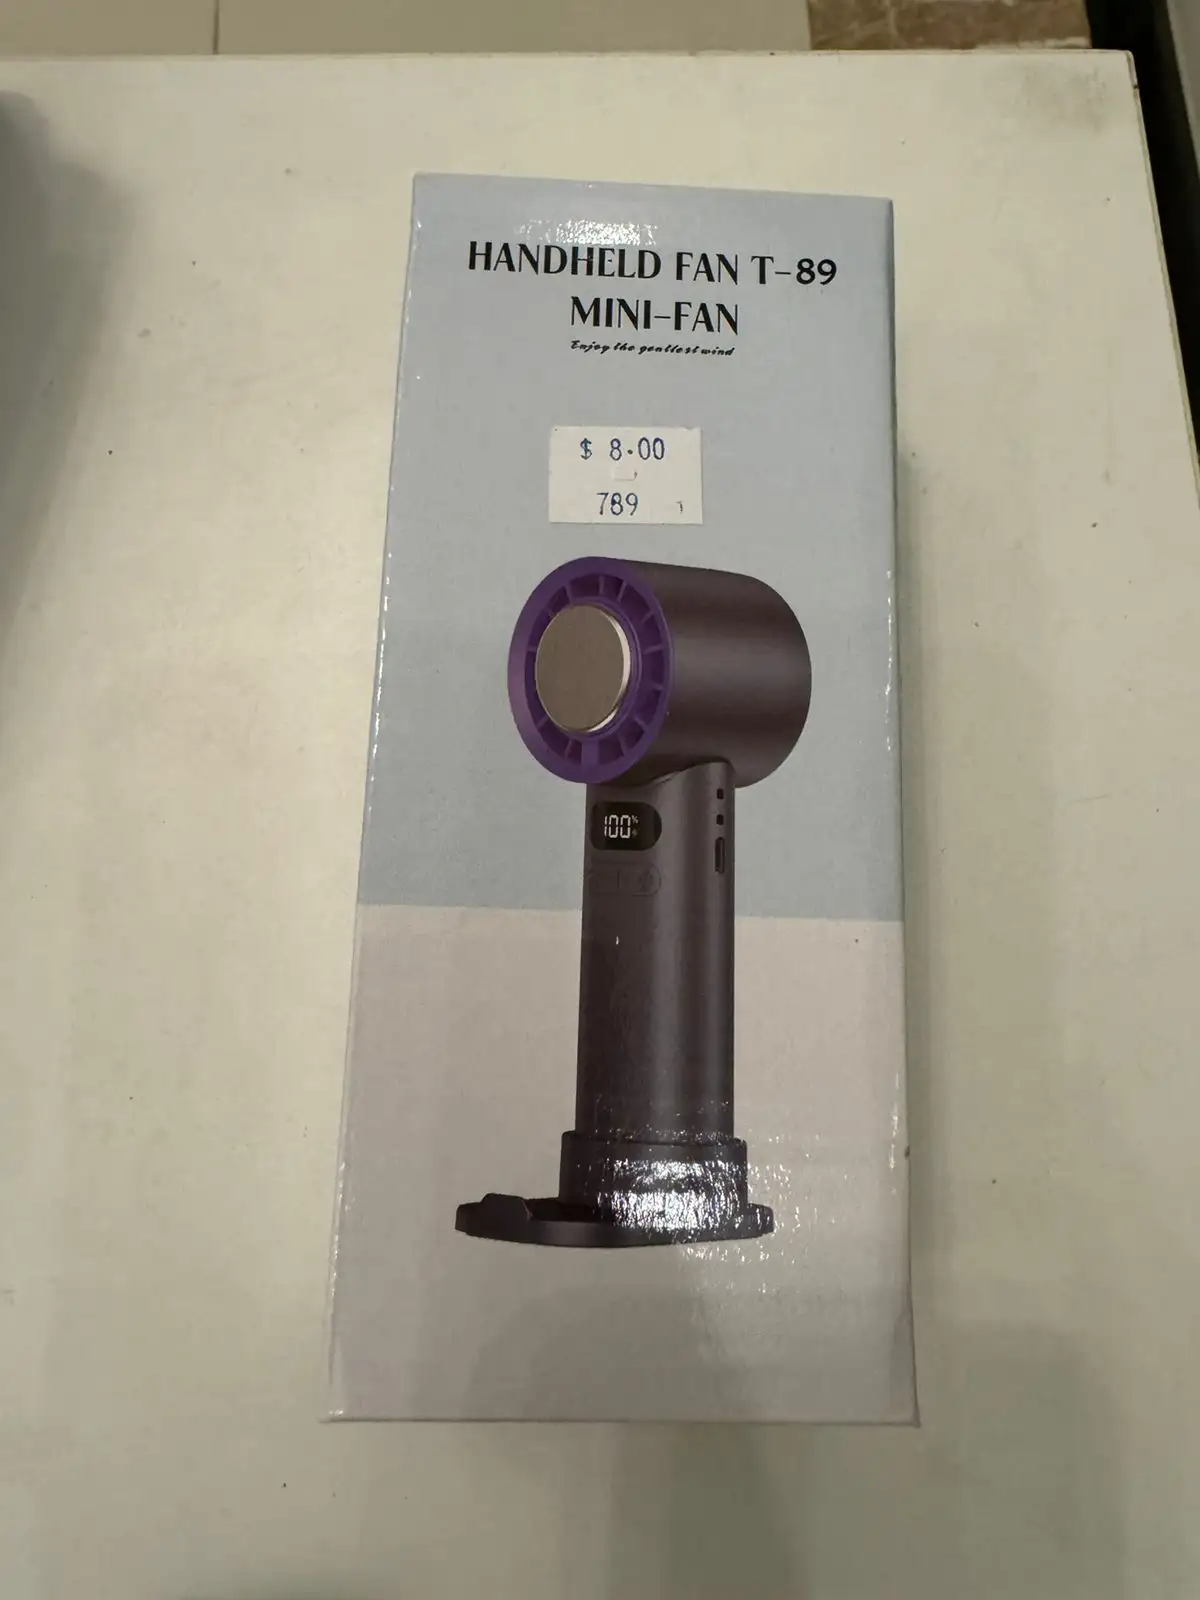 HANDHELD FAN T-89
MINI-FAN
Enjoy the gentlest wind
$ 8.00
789
100%